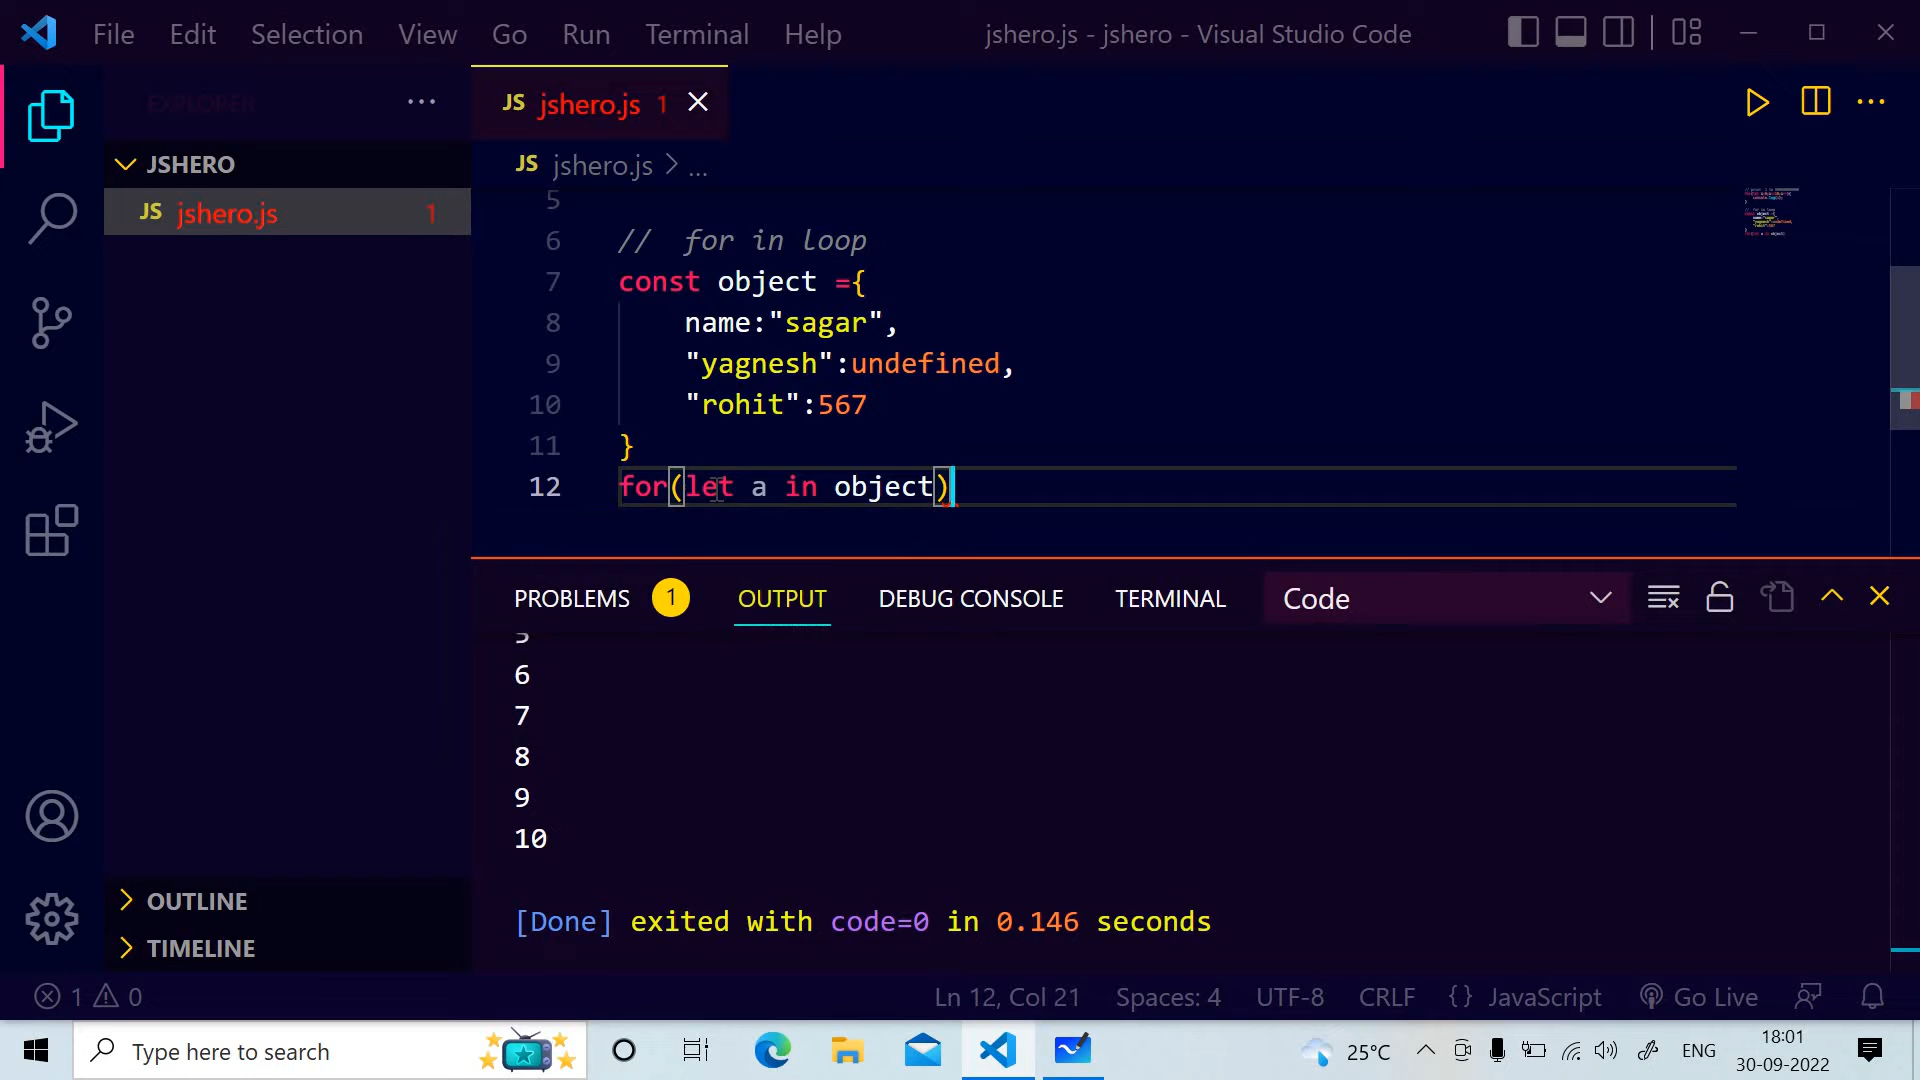 File Edit Selection View Go Run Terminal Help jshero.js - jshero - Visual Studio Code
EXPLORER ...
JS jshero.js 1
JSHERO
JS jshero.js > ...
JS jshero.js 1
5
6 // for in loop
7 const object ={
8 name:"sagar",
9 "yagnesh":undefined,
10 "rohit":567
11 }
12 for(let a in object)
PROBLEMS 1 OUTPUT DEBUG CONSOLE TERMINAL Code
6
7
8
9
10
[Done] exited with code=0 in 0.146 seconds
OUTLINE
TIMELINE
1 0 Ln 12, Col 21 Spaces: 4 UTF-8 CRLF {} JavaScript Go Live
Type here to search 25°C ENG 18:01
30-09-2022